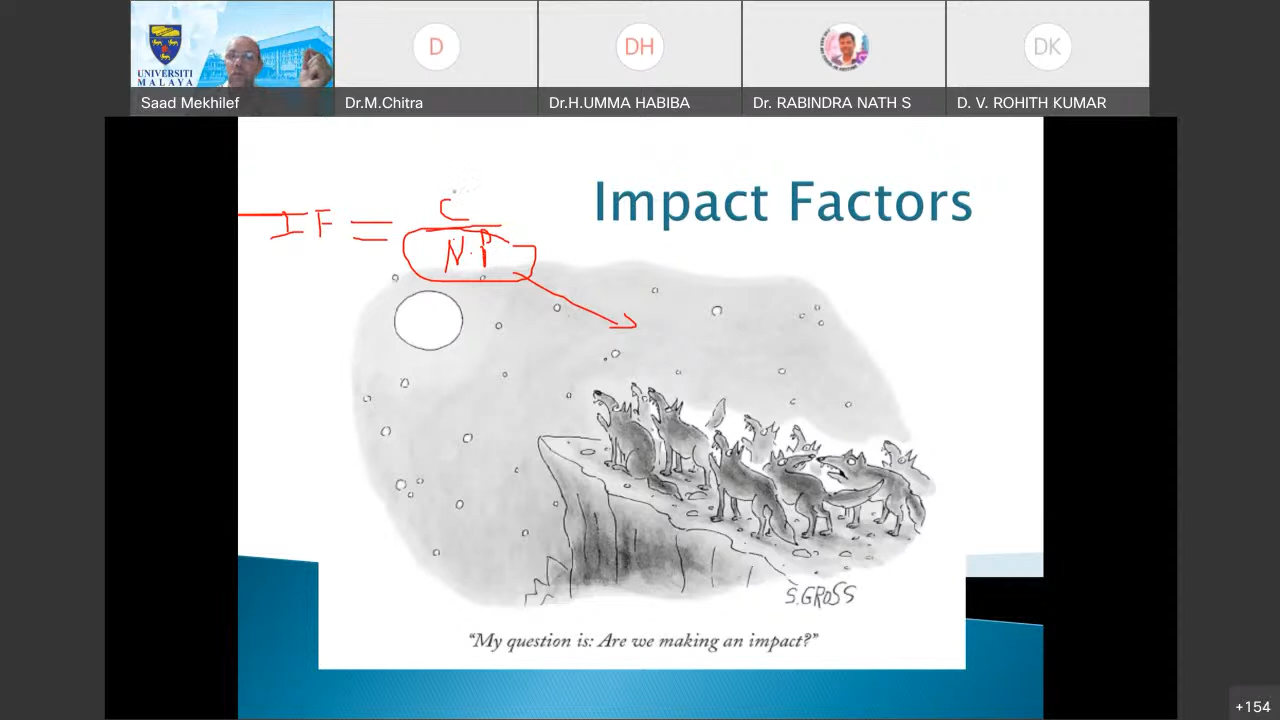 UNIVERSITI
MALAYA
Saad Mekhilef
D
Dr.M.Chitra
DH
Dr.H.UMMA HABIBA
Dr. RABINDRA NATH S
DK
D. V. ROHITH KUMAR
Impact Factors
IF = C
N.P
S.GROSS
“My question is: Are we making an impact?”
+154